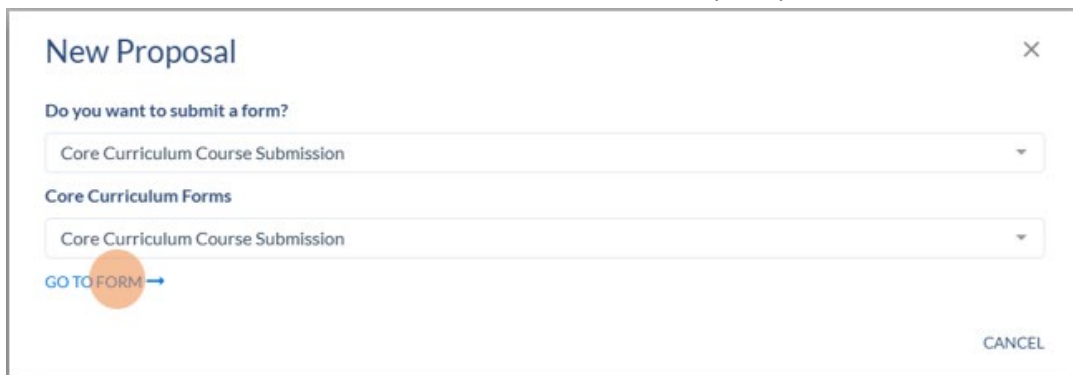 New Proposal
Do you want to submit a form?
Core Curriculum Course Submission
Core Curriculum Forms
Core Curriculum Course Submission
GO TO FORM →
CANCEL